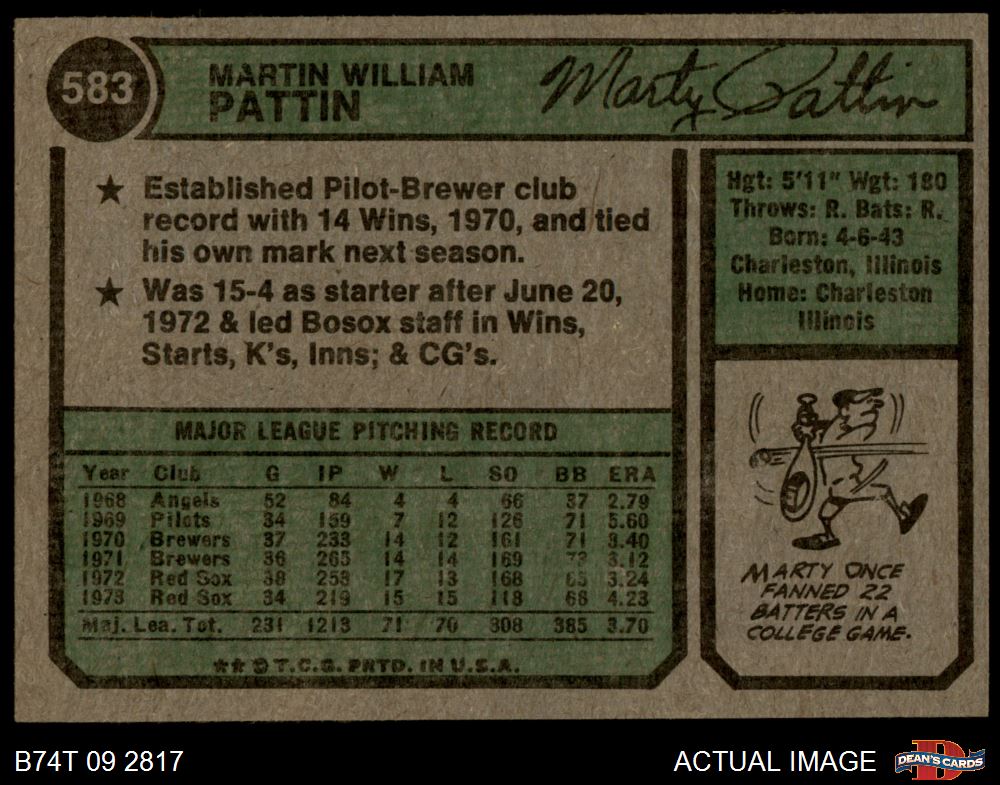 583
MARTIN WILLIAM
PATTIN
Marty Pattin
★ Established Pilot-Brewer club
record with 14 Wins, 1970, and tied
his own mark next season.
★ Was 15-4 as starter after June 20,
1972 & led Bosox staff in Wins,
Starts, K's, Inns; & CG's.
Hgt: 5'11" Wgt: 180
Throws: R. Bats: R.
Born: 4-6-43
Charleston, Illinois
Home: Charleston
Illinois
MAJOR LEAGUE PITCHING RECORD
Year Club G IP W L SO BB ERA
1968 Angels 52 84 4 4 66 37 2.79
1969 Pilots 34 159 7 12 126 71 5.60
1970 Brewers 37 233 14 12 161 71 3.40
1971 Brewers 36 265 14 14 169 73 3.12
1972 Red Sox 38 253 17 13 168 65 3.24
1973 Red Sox 34 219 15 15 118 68 4.23
Maj. Lea. Tot. 231 1213 71 70 808 385 3.70
★★ © T.C.G. PRTD. IN U.S.A.
MARTY ONCE
FANNED 22
BATTERS IN A
COLLEGE GAME.
B74T 09 2817
ACTUAL IMAGE
DEAN'S CARDS